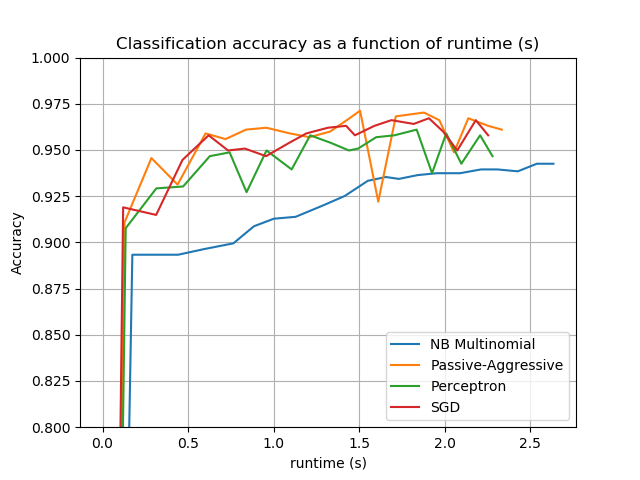 Classification accuracy as a function of runtime (s)
1.000
0.975
0.950
0.925
0.900
0.875
0.850
0.825
0.800
Accuracy
NB Multinomial
Passive-Aggressive
Perceptron
SGD
0.0 0.5 1.0 1.5 2.0 2.5
runtime (s)